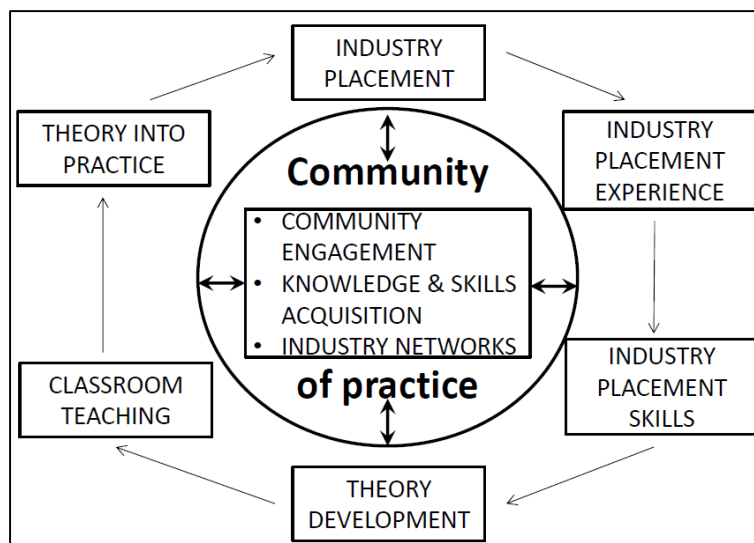 INDUSTRY
PLACEMENT
THEORY INTO
PRACTICE
INDUSTRY
PLACEMENT
EXPERIENCE
Community
• COMMUNITY
ENGAGEMENT
• KNOWLEDGE & SKILLS
ACQUISITION
• INDUSTRY NETWORKS
of practice
CLASSROOM
TEACHING
INDUSTRY
PLACEMENT
SKILLS
THEORY
DEVELOPMENT